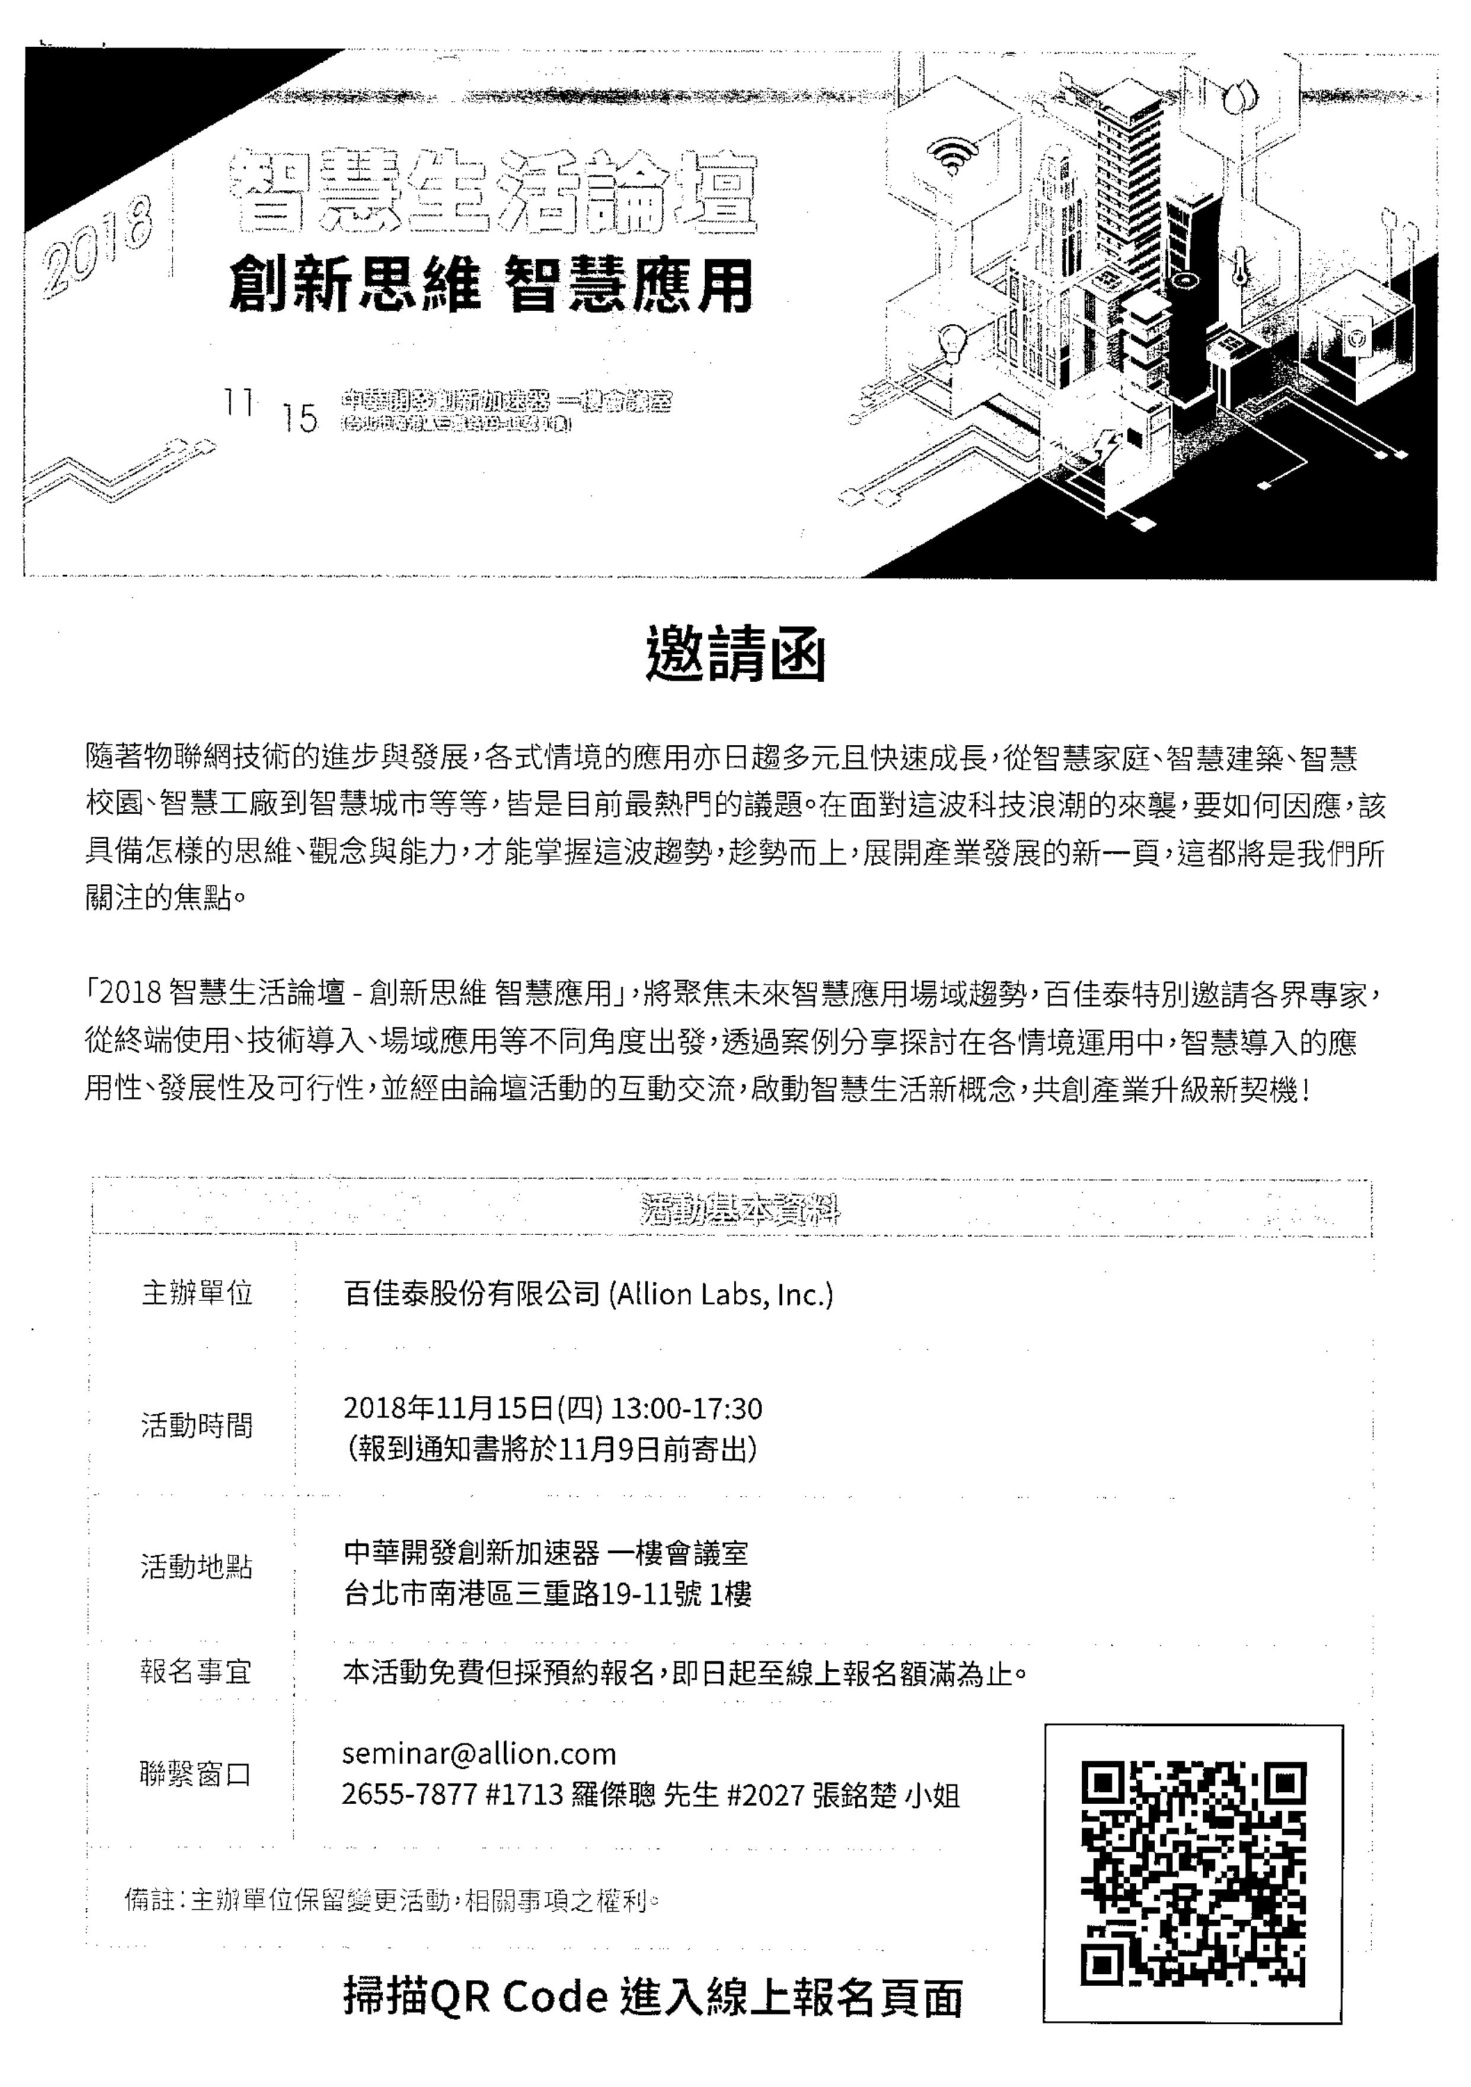 2018
智慧生活論壇
創新思維 智慧應用
11 15
中華開發創新加速器 一樓會議室
邀請函
隨著物聯網技術的進步與發展，各式情境的應用亦日趨多元且快速成長，從智慧家庭、智慧建築、智慧
校園、智慧工廠到智慧城市等等，皆是目前最熱門的議題。在面對這波科技浪潮的來襲，要如何因應，該
具備怎樣的思維、觀念與能力，才能掌握這波趨勢，趁勢而上，展開產業發展的新一頁，這都將是我們所
關注的焦點。
「2018 智慧生活論壇 - 創新思維 智慧應用」，將聚焦未來智慧應用場域趨勢，百佳泰特別邀請各界專家，
從終端使用、技術導入、場域應用等不同角度出發，透過案例分享探討在各情境運用中，智慧導入的應
用性、發展性及可行性，並經由論壇活動的互動交流，啟動智慧生活新概念，共創產業升級新契機！
活動基本資料
主辦單位
百佳泰股份有限公司 (Allion Labs, Inc.)
活動時間
2018年11月15日(四) 13:00-17:30
（報到通知書將於11月9日前寄出）
活動地點
中華開發創新加速器 一樓會議室
台北市南港區三重路19-11號 1樓
報名事宜
本活動免費但採預約報名，即日起至線上報名額滿為止。
聯繫窗口
seminar@allion.com
2655-7877 #1713 羅傑聰 先生 #2027 張銘楚 小姐
備註：主辦單位保留變更活動，相關事項之權利。
掃描QR Code 進入線上報名頁面